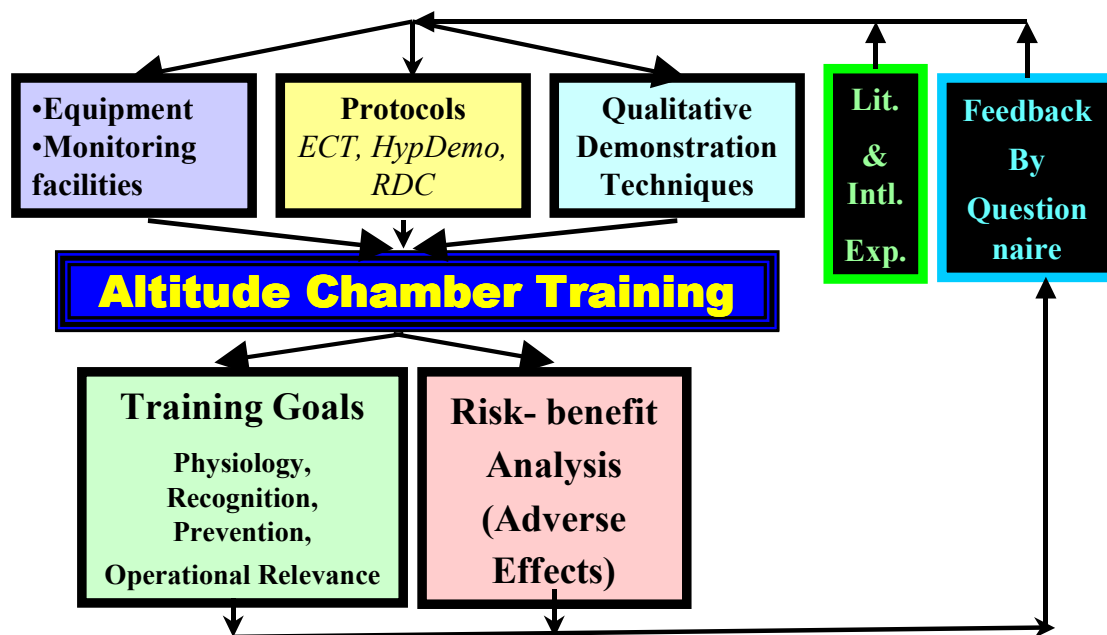 •Equipment
•Monitoring
facilities
Protocols
ECT, HypDemo,
RDC
Qualitative
Demonstration
Techniques
Lit.
&
Intl.
Exp.
Feedback
By
Question
naire
Altitude Chamber Training
Training Goals
Physiology,
Recognition,
Prevention,
Operational Relevance
Risk- benefit
Analysis
(Adverse
Effects)